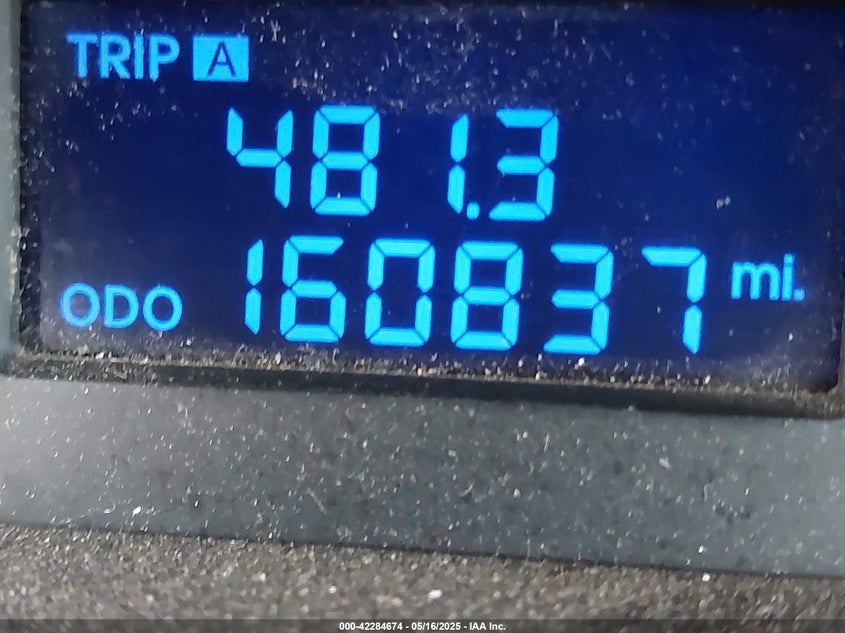 TRIP A
481.3
ODO 160837 mi.
000-42284674 - 05/16/2025 - IAA Inc.